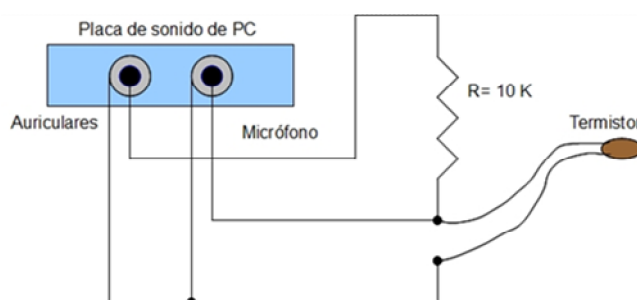 Placa de sonido de PC
R= 10 K
Auriculares
Micrófono
Termistor